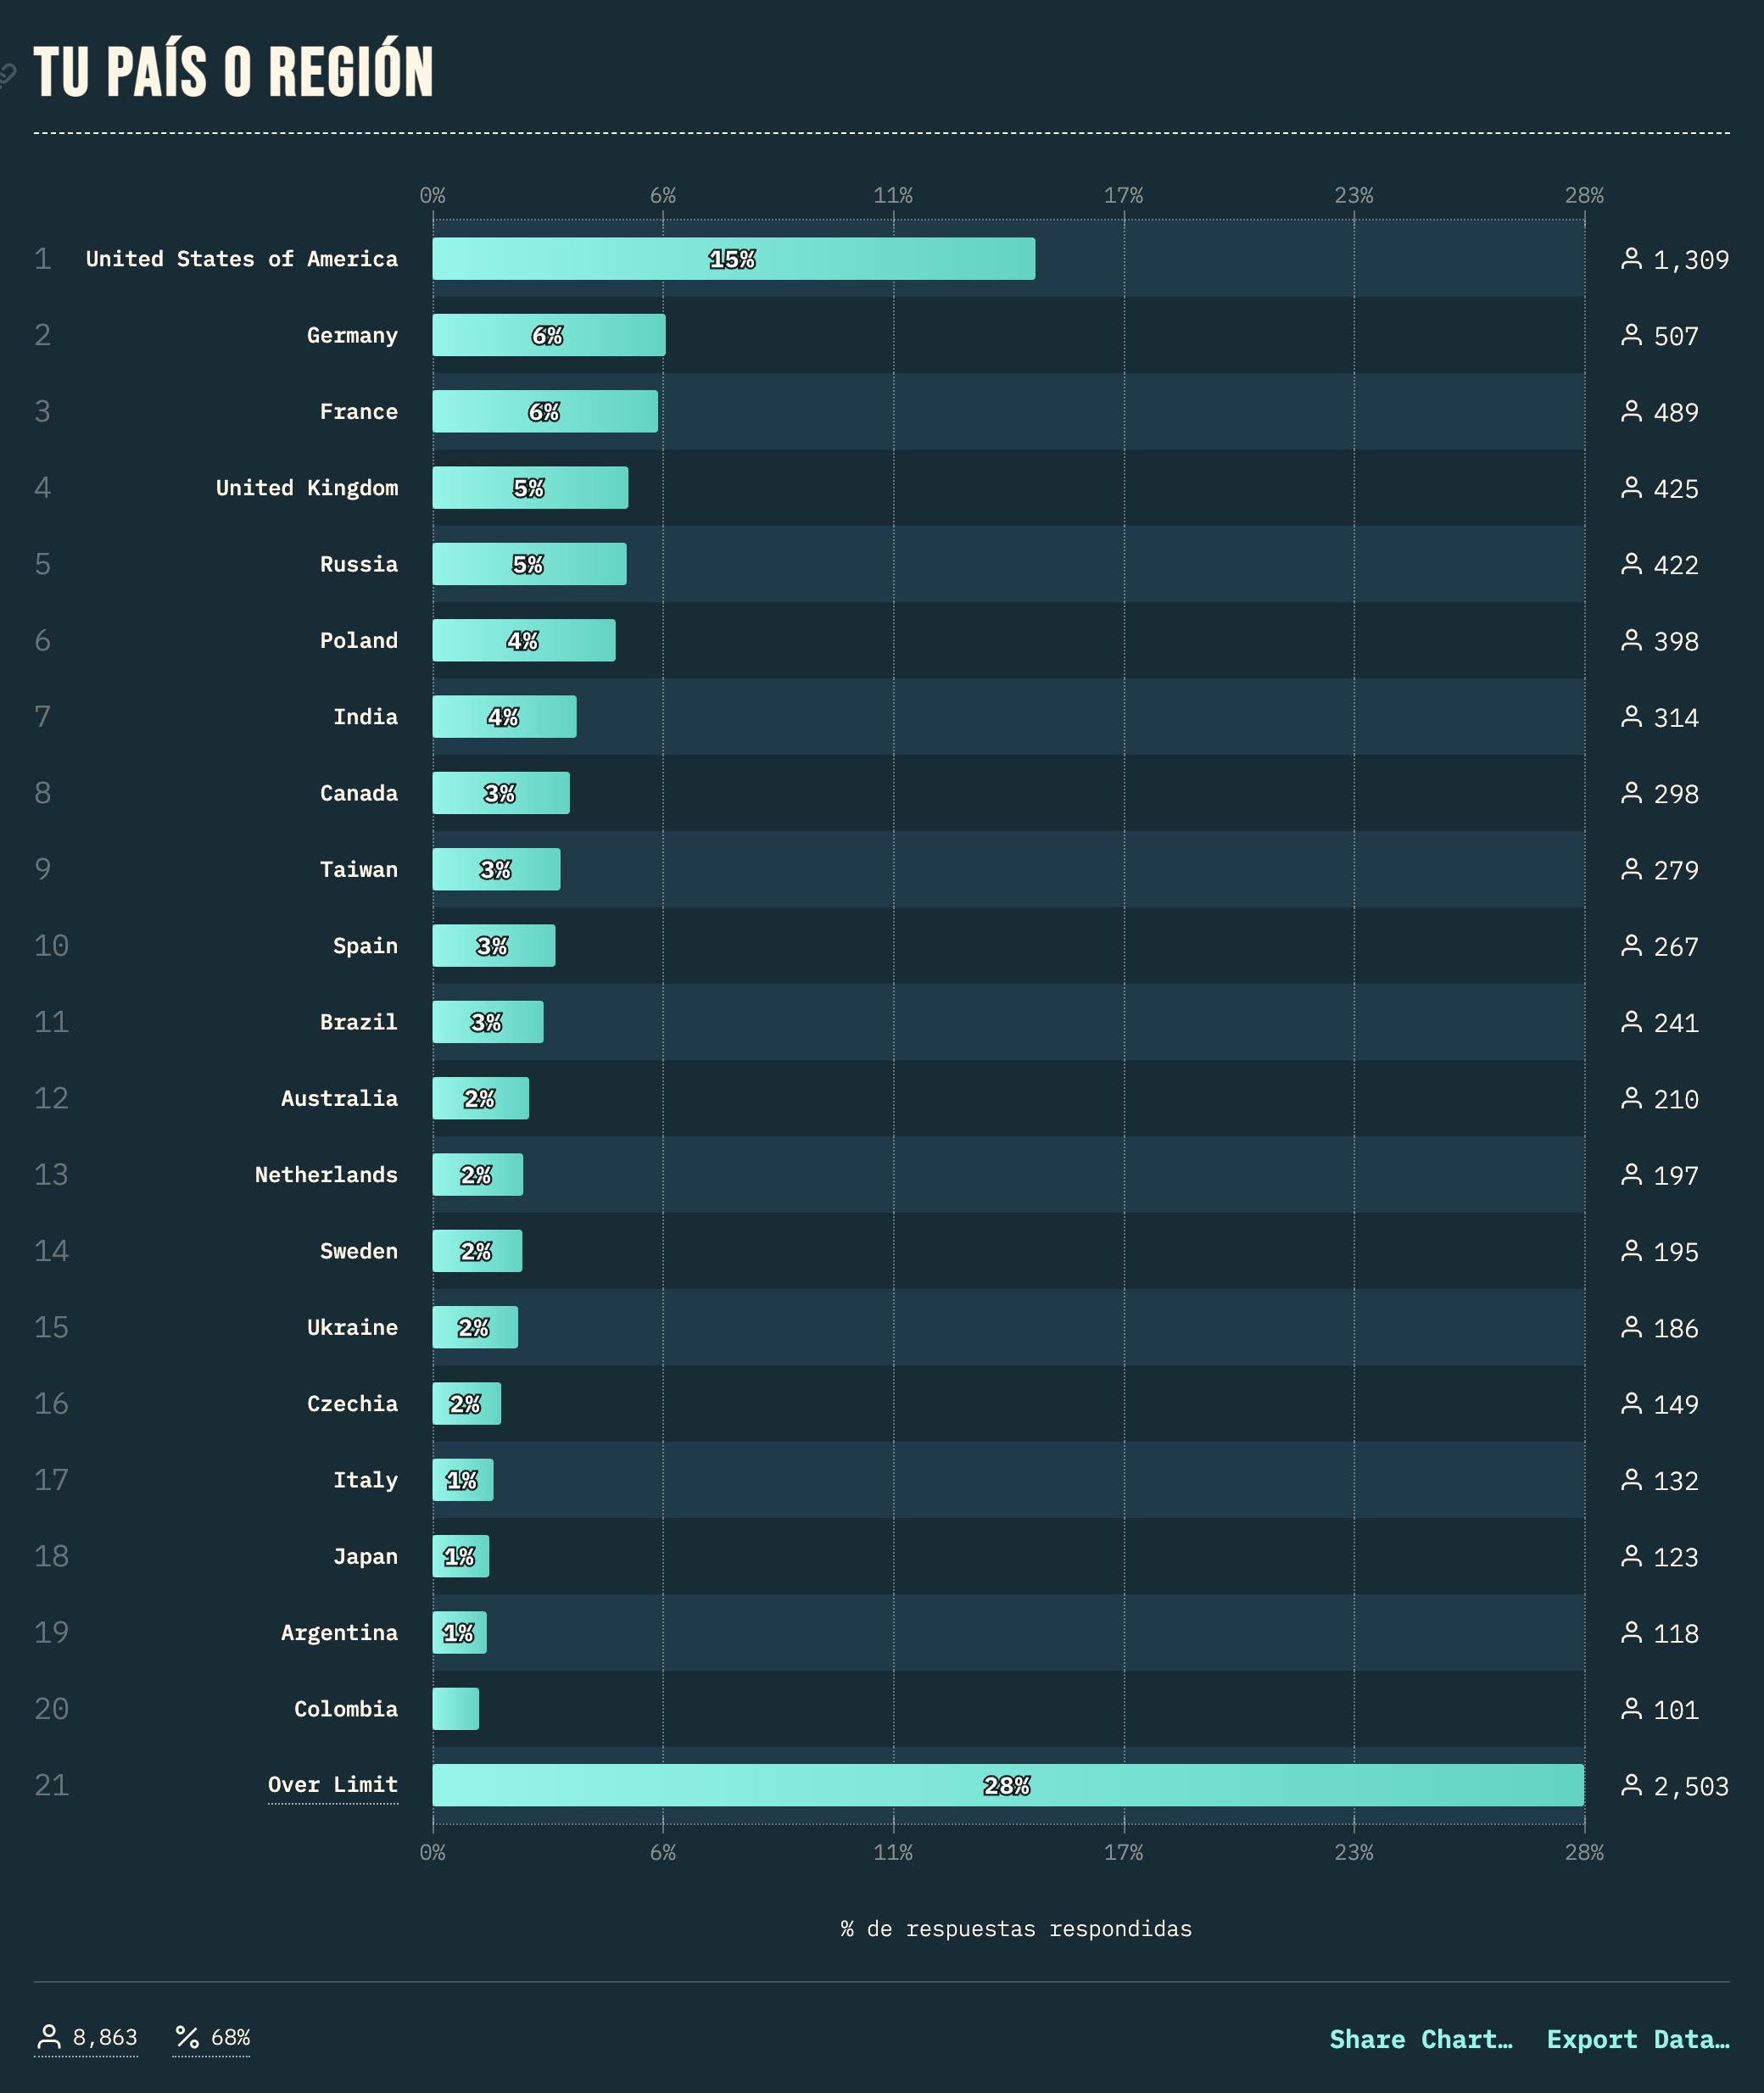 TU PAÍS O REGIÓN
0% 6% 11% 17% 23% 28%
1 United States of America 15% 1,309
2 Germany 6% 507
3 France 6% 489
4 United Kingdom 5% 425
5 Russia 5% 422
6 Poland 4% 398
7 India 4% 314
8 Canada 3% 298
9 Taiwan 3% 279
10 Spain 3% 267
11 Brazil 3% 241
12 Australia 2% 210
13 Netherlands 2% 197
14 Sweden 2% 195
15 Ukraine 2% 186
16 Czechia 2% 149
17 Italy 1% 132
18 Japan 1% 123
19 Argentina 1% 118
20 Colombia 101
21 Over Limit 28% 2,503
0% 6% 11% 17% 23% 28%
% de respuestas respondidas
8,863 % 68% Share Chart… Export Data…